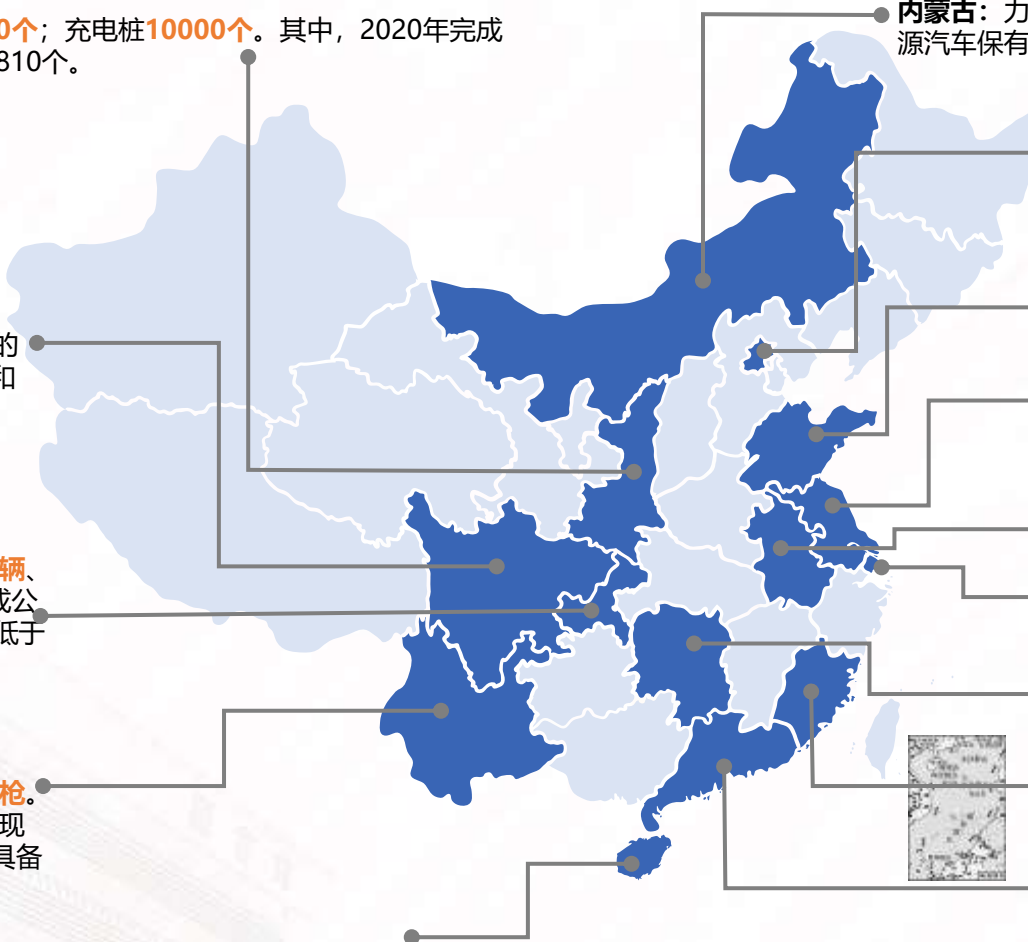 0个；充电桩10000个。其中，2020年完成
810个。
内蒙古：力
源汽车保有
的
和
辆、
成公
低于
枪。
现
具备